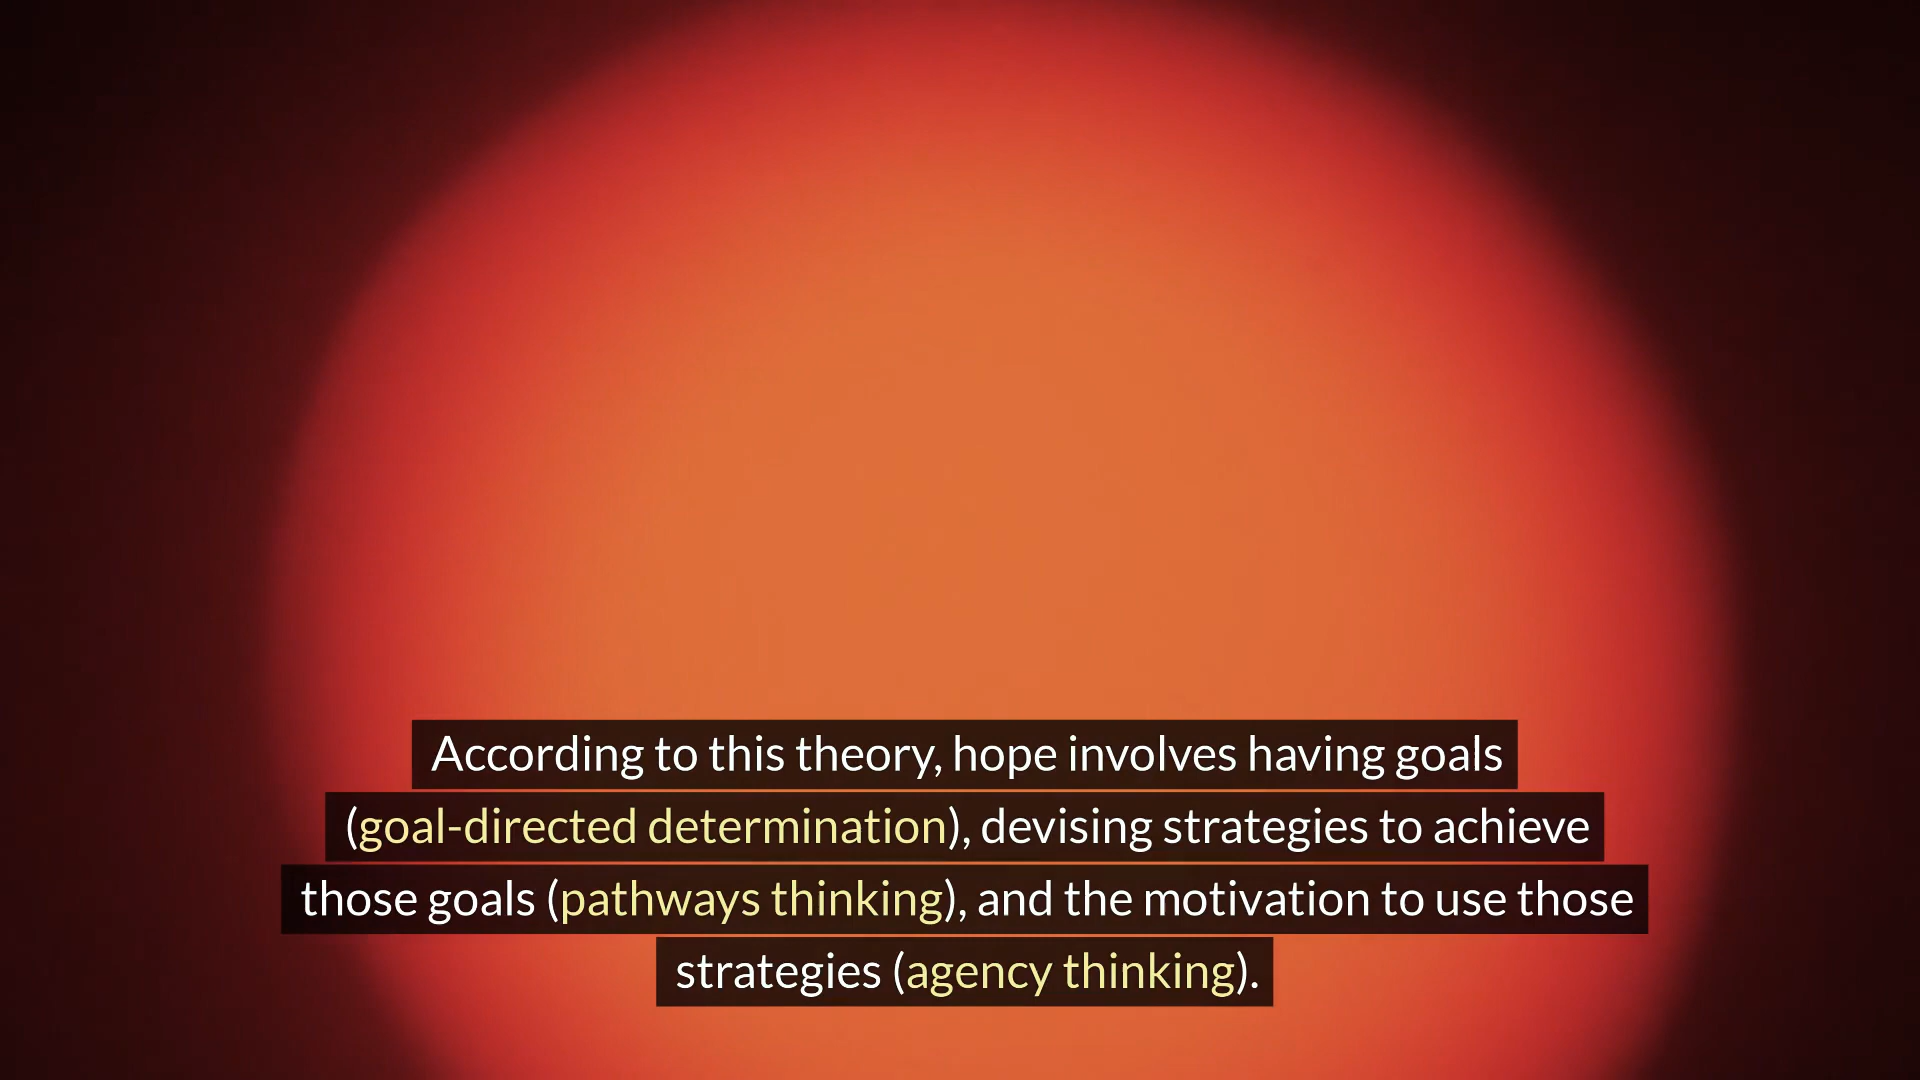 According to this theory, hope involves having goals
(goal-directed determination), devising strategies to achieve
those goals (pathways thinking), and the motivation to use those
strategies (agency thinking).